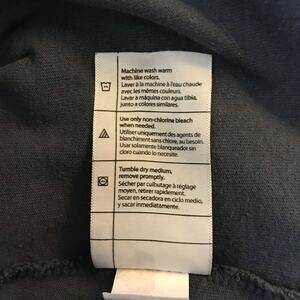 Machine wash warm
with like colors.
Laver à la machine à l'eau chaude
avec les mêmes couleurs.
Lavar a máquina con agua tibia,
junto a colores similares.
Use only non-chlorine bleach
when needed.
Utiliser uniquement des agents de
blanchiment sans chlore, au besoin.
Usar solamente blanqueador sin
cloro cuando lo necesite.
Tumble dry medium,
remove promptly.
Sécher par culbutage à réglage
moyen, retirer rapidement.
Secar en secadora en ciclo medio,
y sacar inmediatamente.